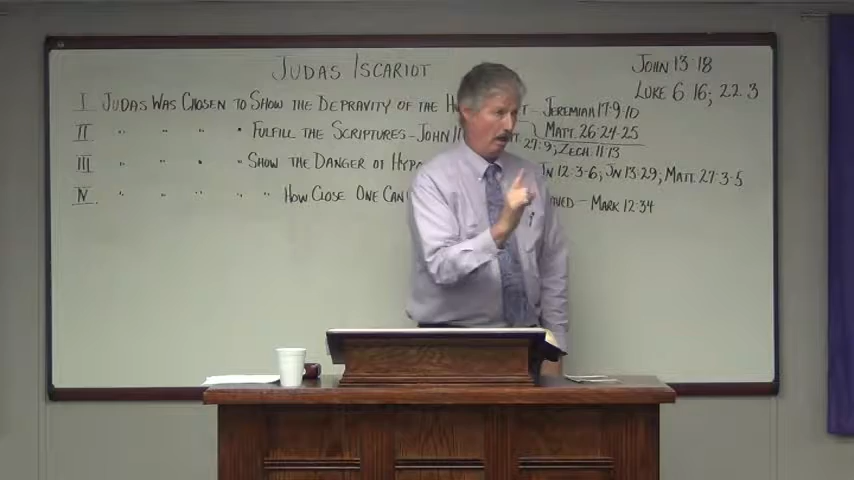 JUDAS ISCARIOT
JOHN 13:18
LUKE 6:16; 22:3
I JUDAS WAS CHOSEN TO SHOW THE DEPRAVITY OF THE H - JEREMIAH 17:9-10
II " " " " FULFILL THE SCRIPTURES - JOHN MATT. 26:24-25
27:9; ZECH. 11:13
III " " " " SHOW THE DANGER OF JN 12:3-6; JN 13:29; MATT. 27:3-5
IV " " " " " HOW CLOSE ONE CAN - MARK 12:34